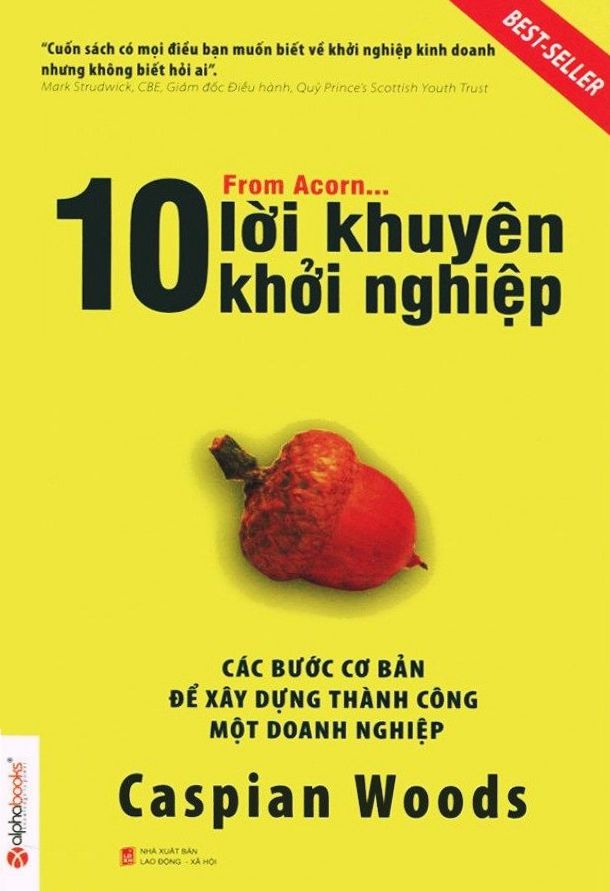 "Cuốn sách có mọi điều bạn muốn biết về khởi nghiệp kinh doanh
nhưng không biết hỏi ai".
Mark Strudwick, CBE, Giám đốc Điều hành, Quỹ Prince's Scottish Youth Trust
BEST-SELLER
From Acorn...
10 lời khuyên
khởi nghiệp
CÁC BƯỚC CƠ BẢN
ĐỂ XÂY DỰNG THÀNH CÔNG
MỘT DOANH NGHIỆP
Caspian Woods
alphabooks®
NHÀ XUẤT BẢN
LAO ĐỘNG - XÃ HỘI